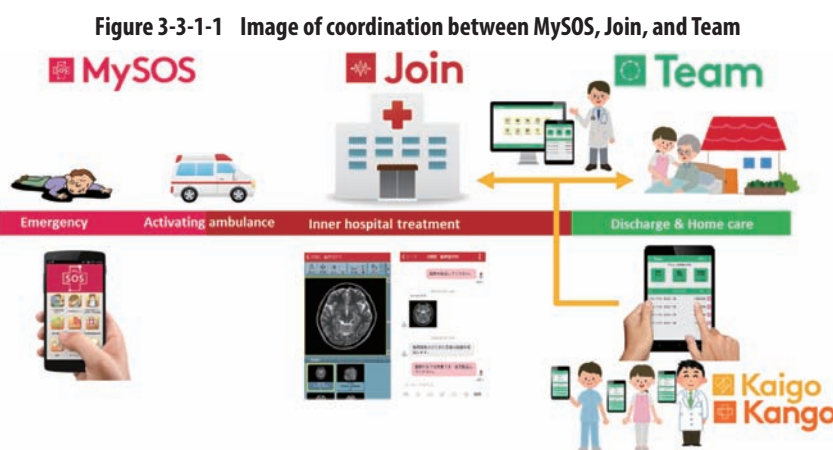 Figure 3-3-1-1 Image of coordination between MySOS, Join, and Team
MySOS
Join
Team
Emergency
Activating ambulance
Inner hospital treatment
Discharge & Home care
SOS
Kaigo
Kango